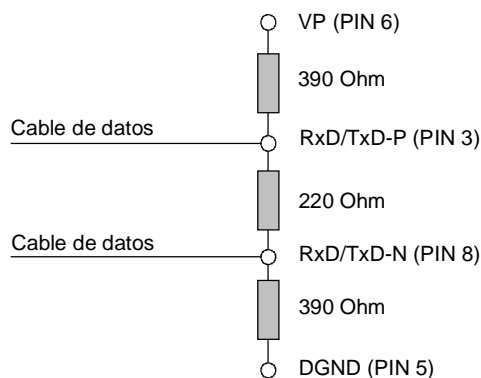 VP (PIN 6)
390 Ohm
Cable de datos
RxD/TxD-P (PIN 3)
220 Ohm
Cable de datos
RxD/TxD-N (PIN 8)
390 Ohm
DGND (PIN 5)